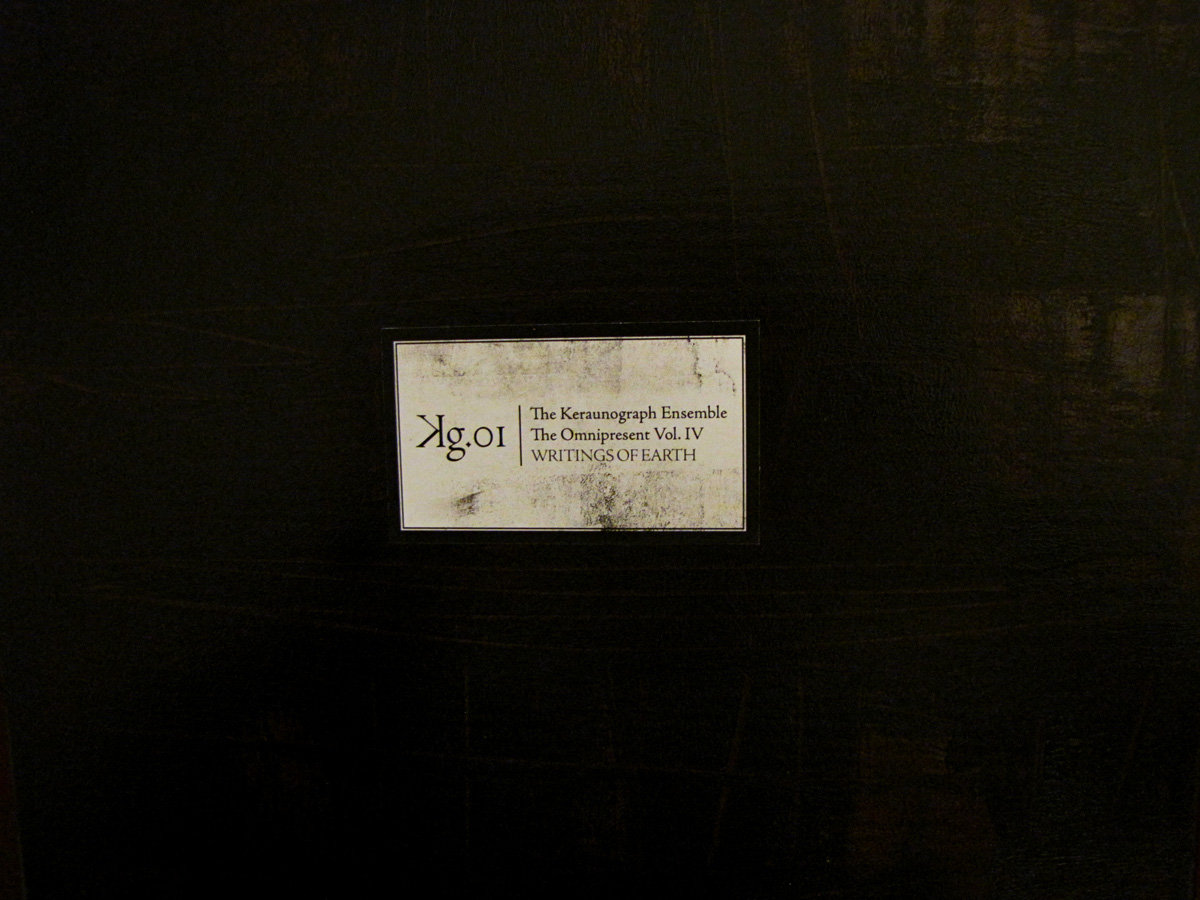 Kg.01
The Keraunograph Ensemble
The Omnipresent Vol. IV
WRITINGS OF EARTH